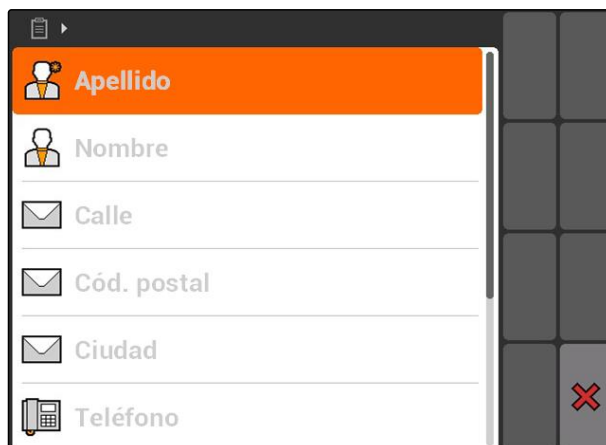 Apellido
Nombre
Calle
Cód. postal
Ciudad
Teléfono